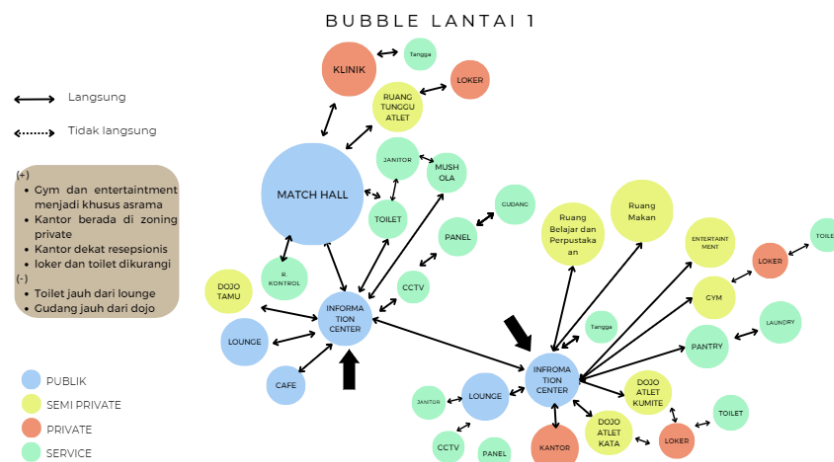 BUBBLE LANTAI 1
Langsung
Tidak langsung
(+)
Gym dan entertaintment
menjadi khusus asrama
Kantor berada di zoning
private
Kantor dekat resepsionis
loker dan toilet dikurangi
(-)
Toilet jauh dari lounge
Gudang jauh dari dojo
PUBLIK
SEMI PRIVATE
PRIVATE
SERVICE
KLINIK
Tangga
LOKER
RUANG
TUNGGU
ATLET
MATCH HALL
JANITOR
MUSH
OLA
TOILET
GUDANG
PANEL
R.
KONTROL
CCTV
DOJO
TAMU
INFORMA
TION
CENTER
LOUNGE
CAFE
Ruang
Belajar dan
Perpustaka
an
Ruang
Makan
ENTERTAINT
MENT
LOKER
TOILE
GYM
Tangga
PANTRY
LAUNDRY
INFROMA
TION
CENTER
LOUNGE
JANITOR
CCTV
PANEL
KANTOR
DOJO
ATLET
KATA
DOJO
ATLET
KUMITE
LOKER
TOILET